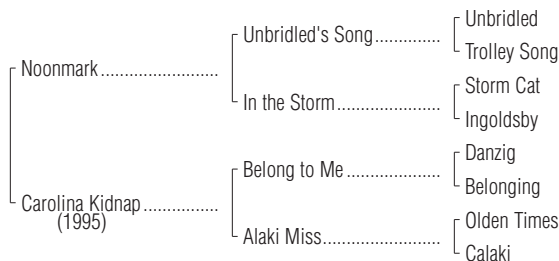 Unbridled
Unbridled's Song ..............
Trolley Song
Noonmark .........................
Storm Cat
In the Storm ......................
Ingoldsby
Danzig
Belong to Me .....................
Belonging
Carolina Kidnap ................
(1995)
Olden Times
Alaki Miss.........................
Calaki